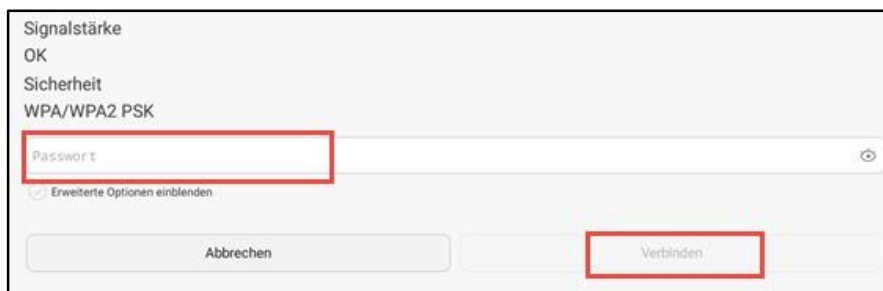 Signalstärke
OK
Sicherheit
WPA/WPA2 PSK
Passwort
Erweiterte Optionen einblenden
Abbrechen
Verbinden